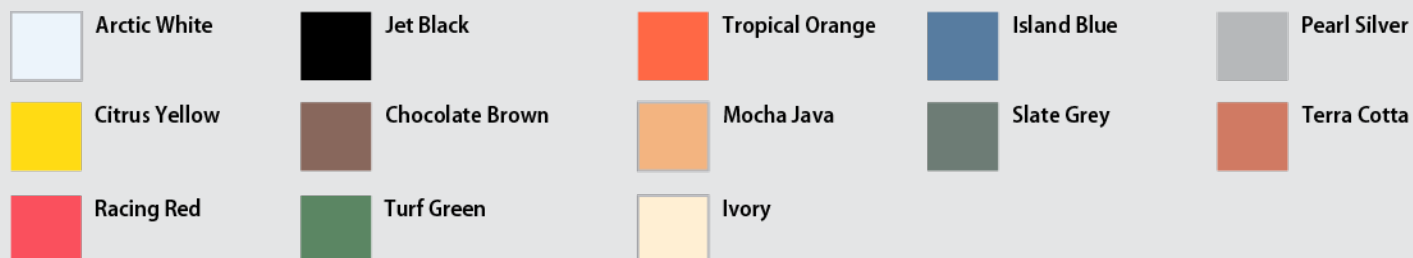 Arctic White
Jet Black
Tropical Orange
Island Blue
Pearl Silver
Citrus Yellow
Chocolate Brown
Mocha Java
Slate Grey
Terra Cotta
Racing Red
Turf Green
Ivory